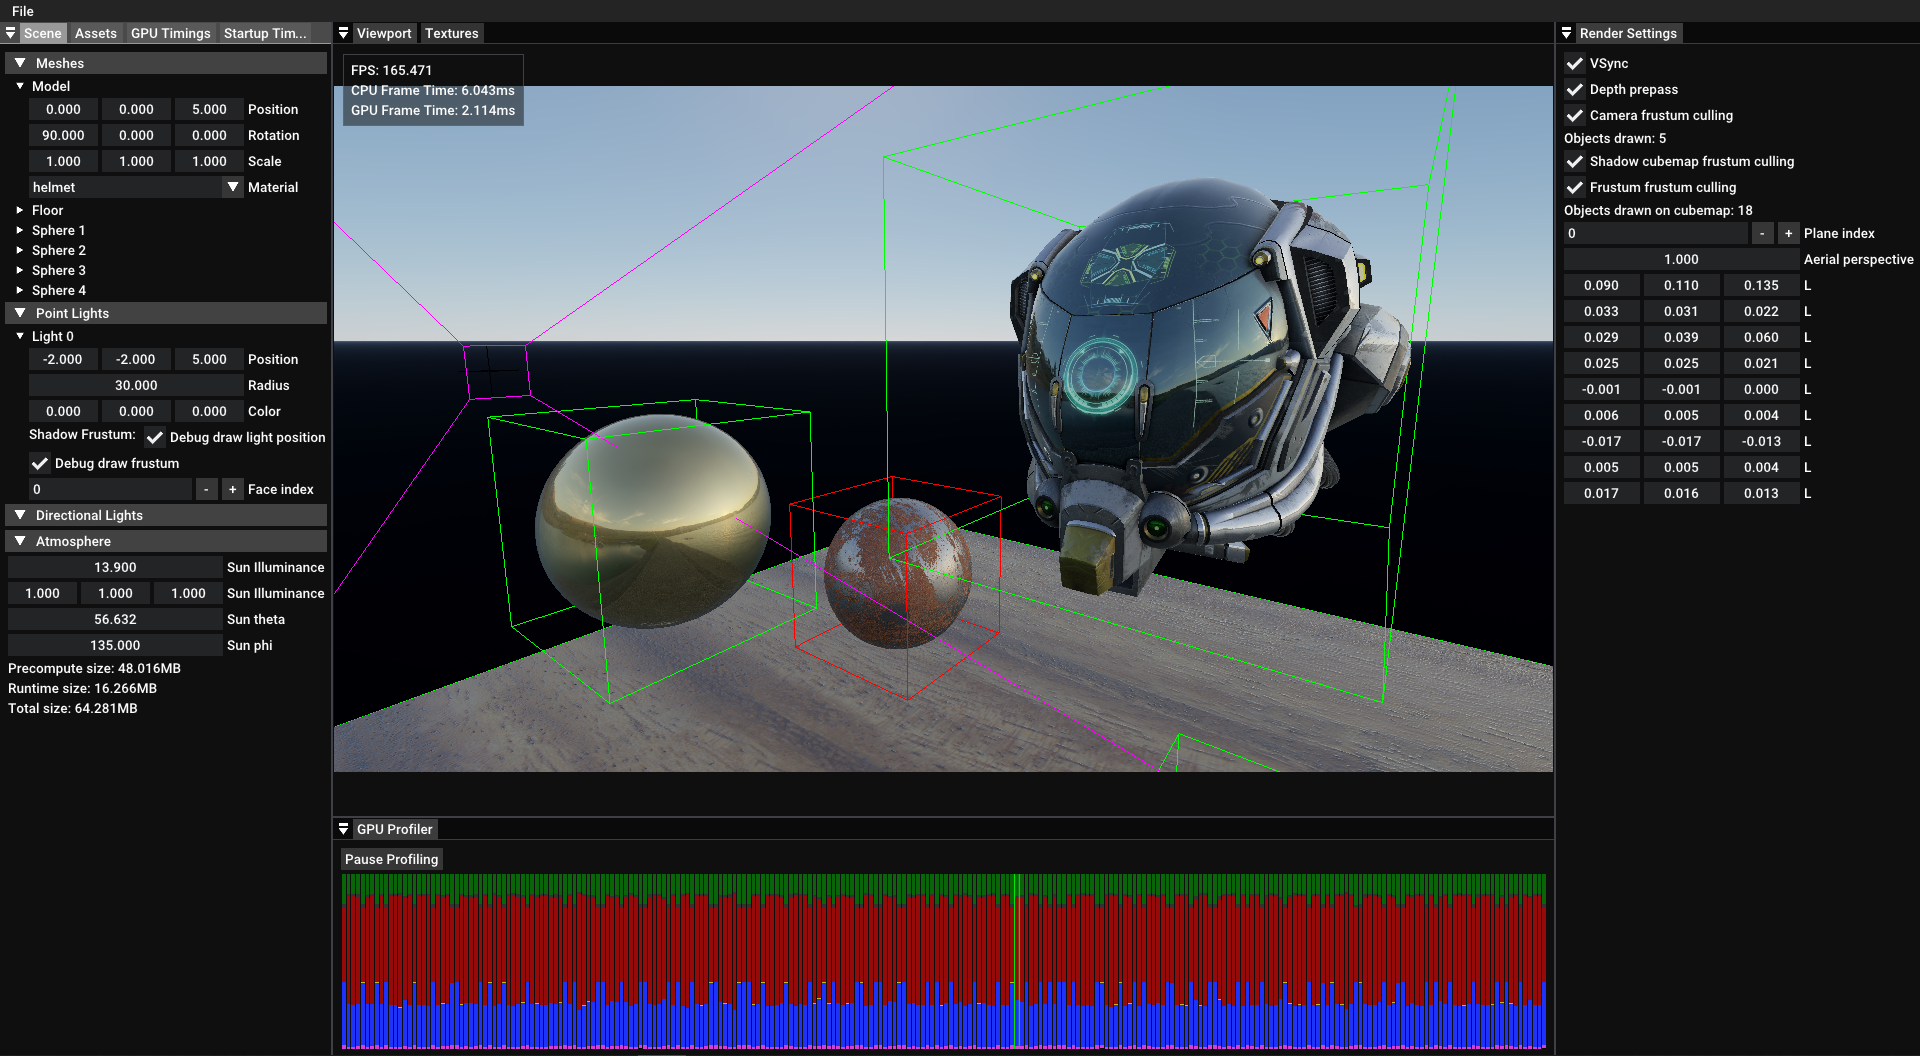 File
Scene Assets GPU Timings Startup Tim...
Meshes
Model
0.000 0.000 5.000 Position
90.000 0.000 0.000 Rotation
1.000 1.000 1.000 Scale
helmet Material
Floor
Sphere 1
Sphere 2
Sphere 3
Sphere 4
Point Lights
Light 0
-2.000 -2.000 5.000 Position
30.000 Radius
0.000 0.000 0.000 Color
Shadow Frustum: Debug draw light position
Debug draw frustum
0 - + Face index
Directional Lights
Atmosphere
13.900 Sun Illuminance
1.000 1.000 1.000 Sun Illuminance
56.632 Sun theta
135.000 Sun phi
Precompute size: 48.016MB
Runtime size: 16.266MB
Total size: 64.281MB
Viewport Textures
FPS: 165.471
CPU Frame Time: 6.043ms
GPU Frame Time: 2.114ms
GPU Profiler
Pause Profiling
Render Settings
VSync
Depth prepass
Camera frustum culling
Objects drawn: 5
Shadow cubemap frustum culling
Frustum frustum culling
Objects drawn on cubemap: 18
0 - + Plane index
1.000 Aerial perspective
0.090 0.110 0.135 L
0.033 0.031 0.022 L
0.029 0.039 0.060 L
0.025 0.025 0.021 L
-0.001 -0.001 0.000 L
0.006 0.005 0.004 L
-0.017 -0.017 -0.013 L
0.005 0.005 0.004 L
0.017 0.016 0.013 L